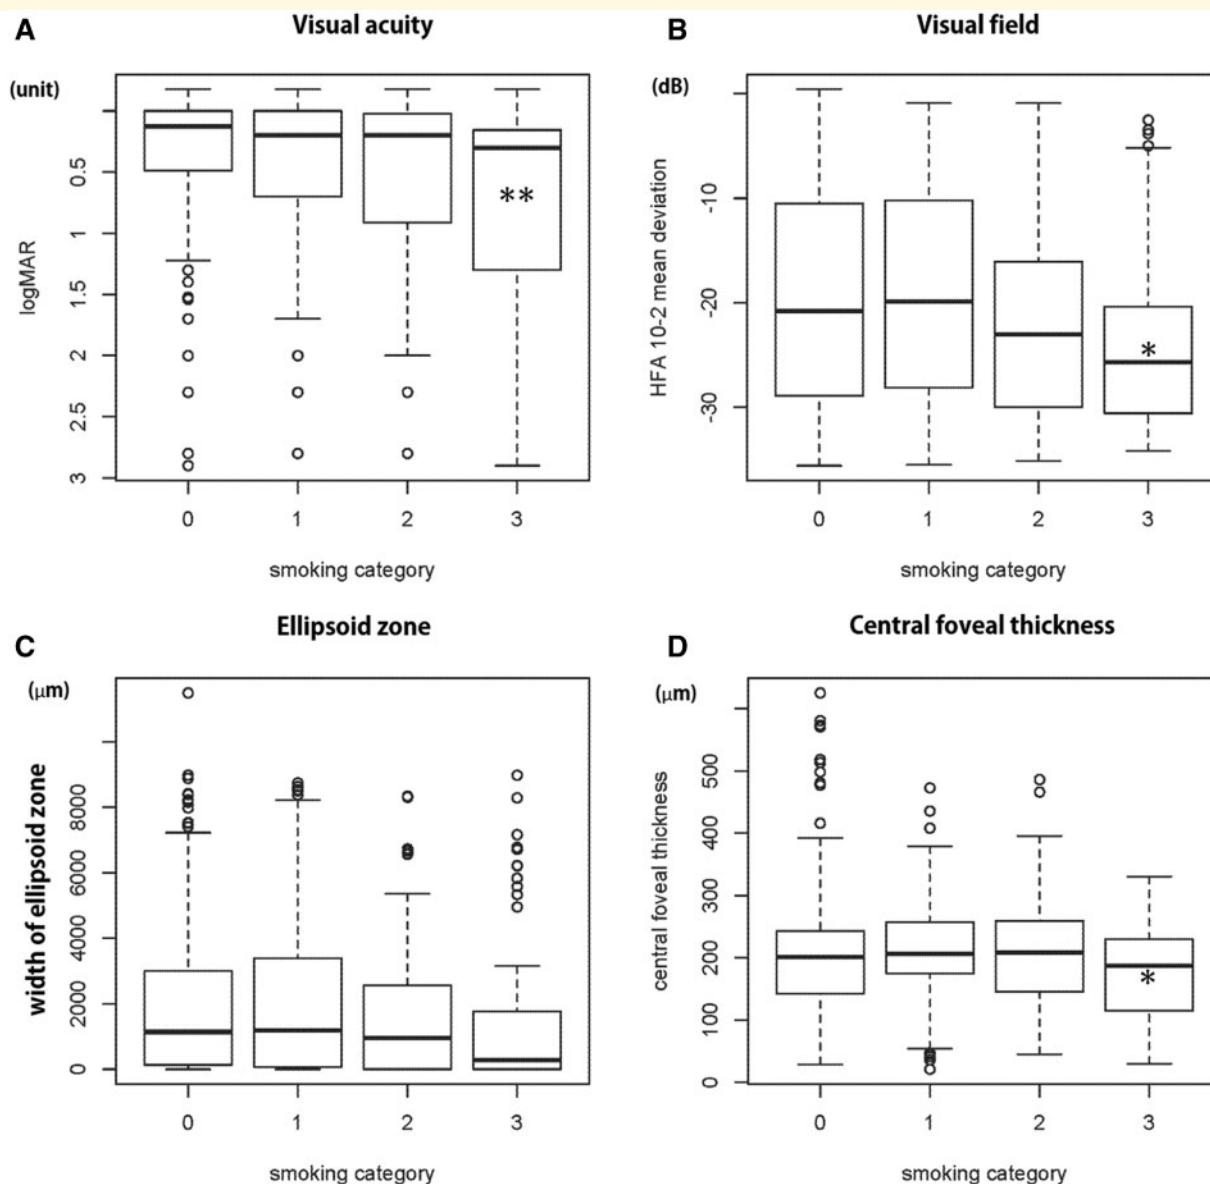 A
Visual acuity
(unit)
logMAR
0.5
1
1.5
2
2.5
3
**
0 1 2 3
smoking category
B
Visual field
(dB)
HFA 10-2 mean deviation
-10
-20
-30
*
0 1 2 3
smoking category
C
Ellipsoid zone
(μm)
width of ellipsoid zone
8000
6000
4000
2000
0
0 1 2 3
smoking category
D
Central foveal thickness
(μm)
central foveal thickness
500
400
300
200
100
0
*
0 1 2 3
smoking category